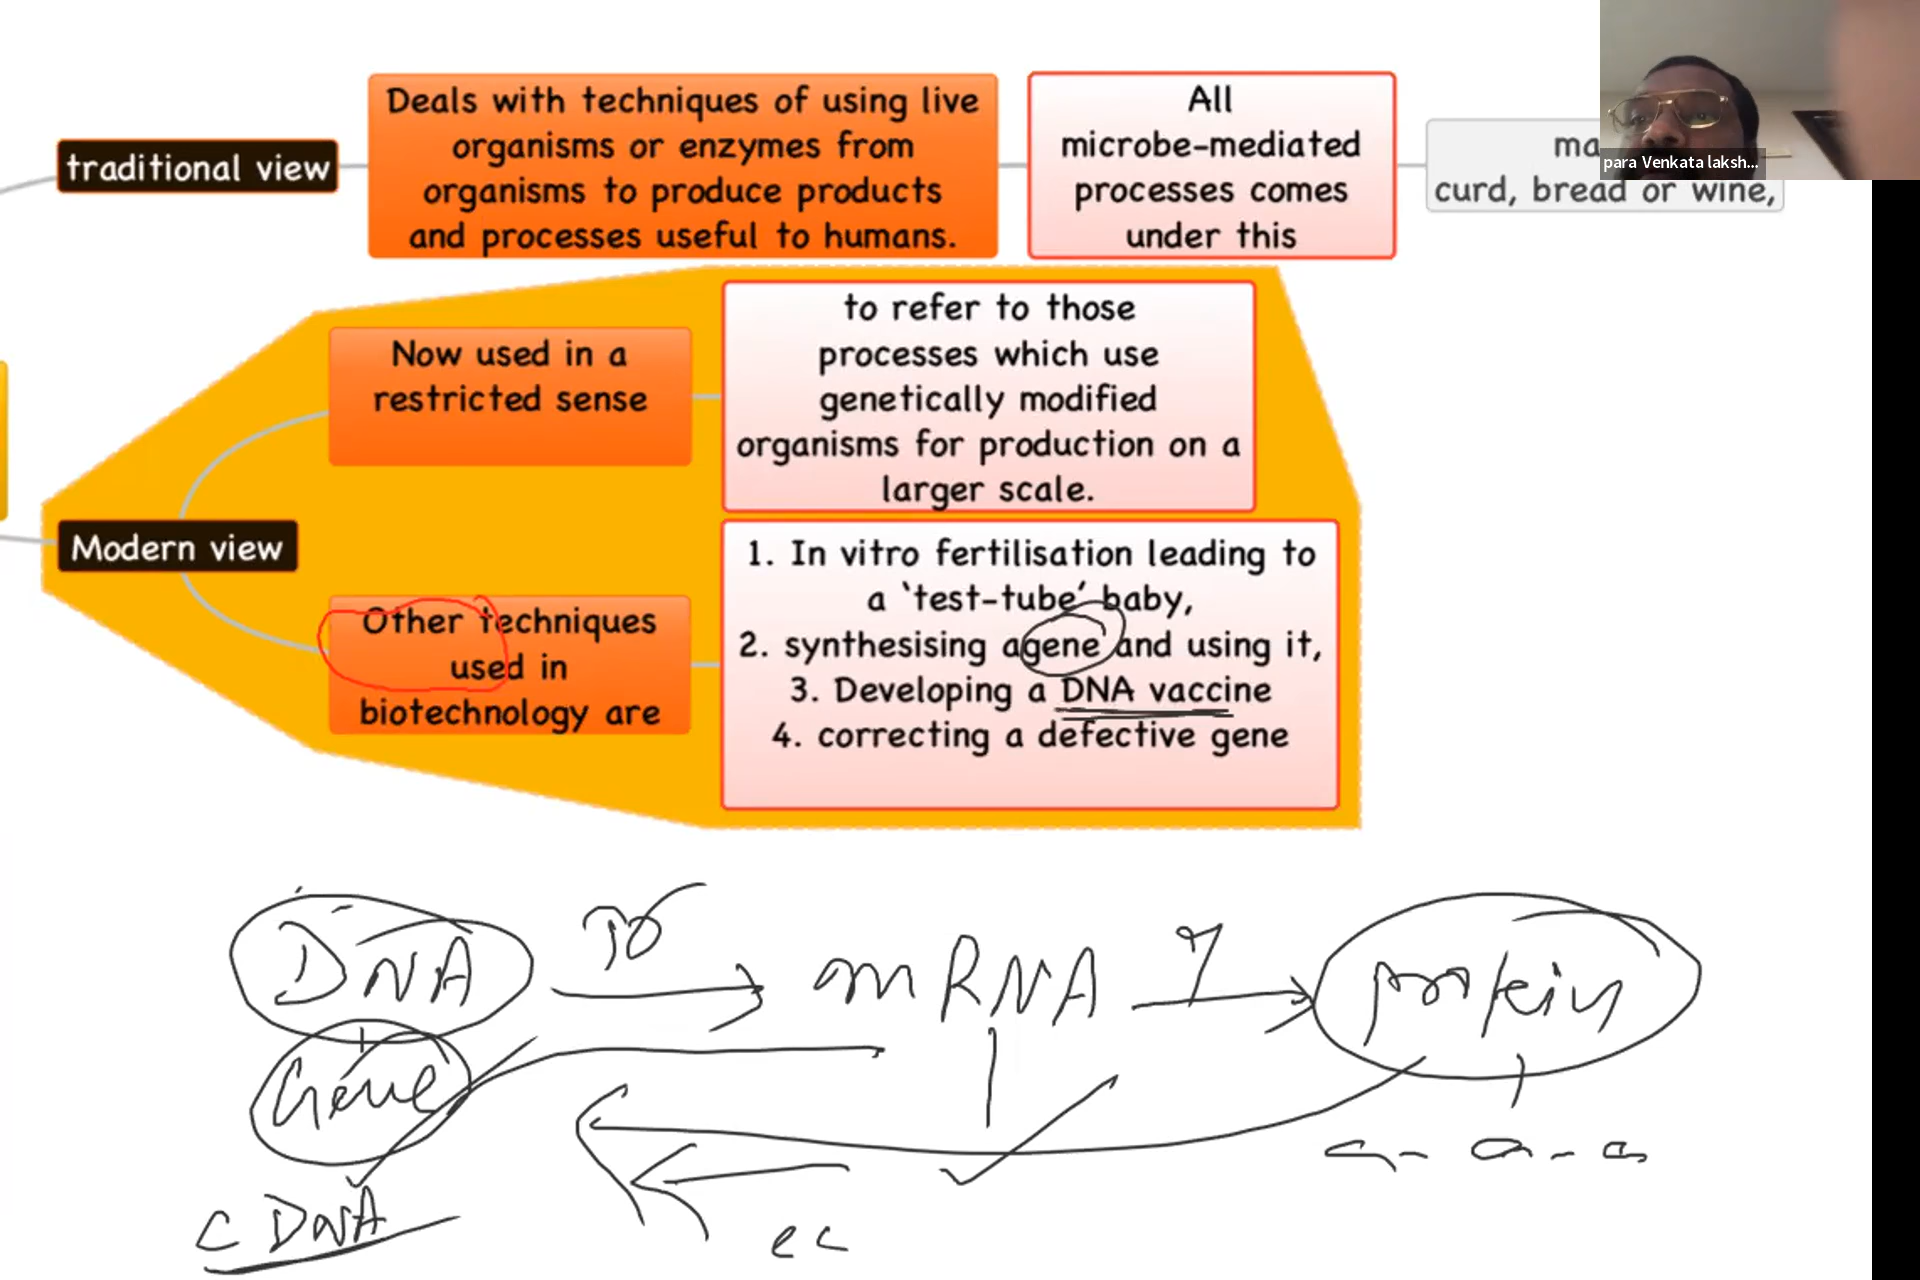 traditional view
Deals with techniques of using live
organisms or enzymes from
organisms to produce products
and processes useful to humans.
All
microbe-mediated
processes comes
under this
curd, bread or wine,
para Venkata laksh...
Now used in a
restricted sense
to refer to those
processes which use
genetically modified
organisms for production on a
larger scale.
Modern view
Other techniques
used in
biotechnology are
1. In vitro fertilisation leading to
a ‘test-tube’ baby,
2. synthesising a gene and using it,
3. Developing a DNA vaccine
4. correcting a defective gene
DNA mRNA protein
Gene
c DNA